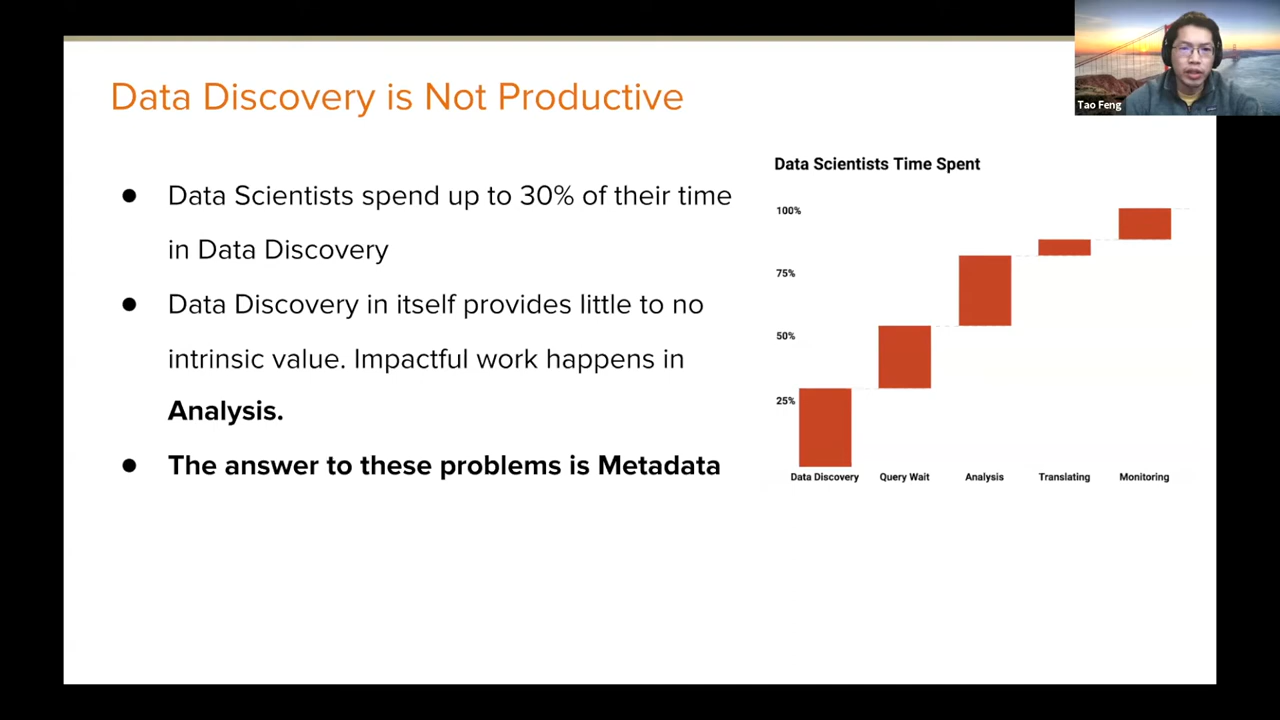 Data Discovery is Not Productive
Tao Feng
● Data Scientists spend up to 30% of their time
in Data Discovery
● Data Discovery in itself provides little to no
intrinsic value. Impactful work happens in
Analysis.
● The answer to these problems is Metadata
Data Scientists Time Spent
100%
75%
50%
25%
Data Discovery Query Wait Analysis Translating Monitoring